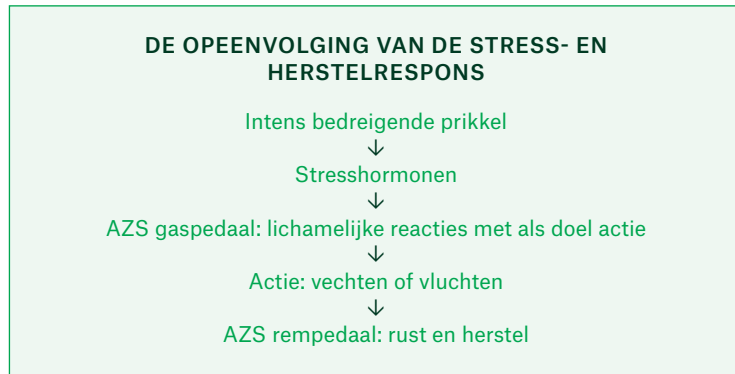 DE OPEENVOLGING VAN DE STRESS- EN
HERSTELRESPONS
Intens bedreigende prikkel
↓
Stresshormonen
↓
AZS gaspedaal: lichamelijke reacties met als doel actie
↓
Actie: vechten of vluchten
↓
AZS rempedaal: rust en herstel